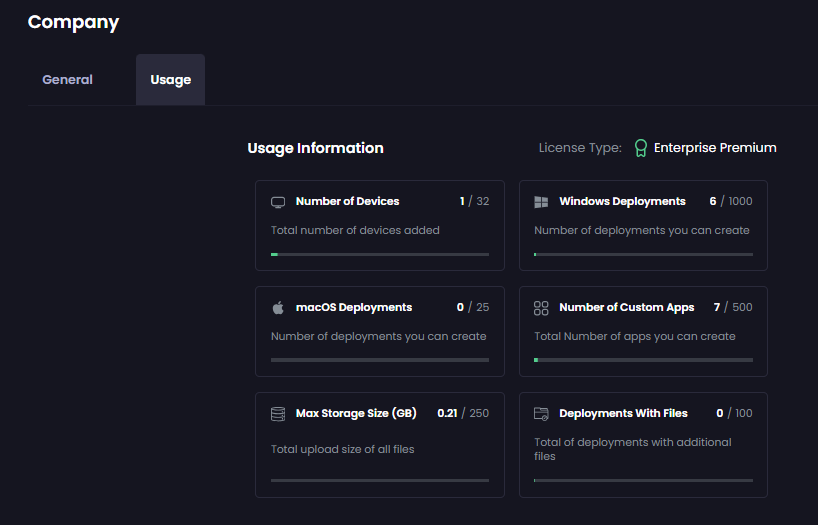 Company
General
Usage
Usage Information
License Type: Enterprise Premium
Number of Devices 1 / 32
Total number of devices added
Windows Deployments 6 / 1000
Number of deployments you can create
macOS Deployments 0 / 25
Number of deployments you can create
Number of Custom Apps 7 / 500
Total Number of apps you can create
Max Storage Size (GB) 0.21 / 250
Total upload size of all files
Deployments With Files 0 / 100
Total of deployments with additional
files